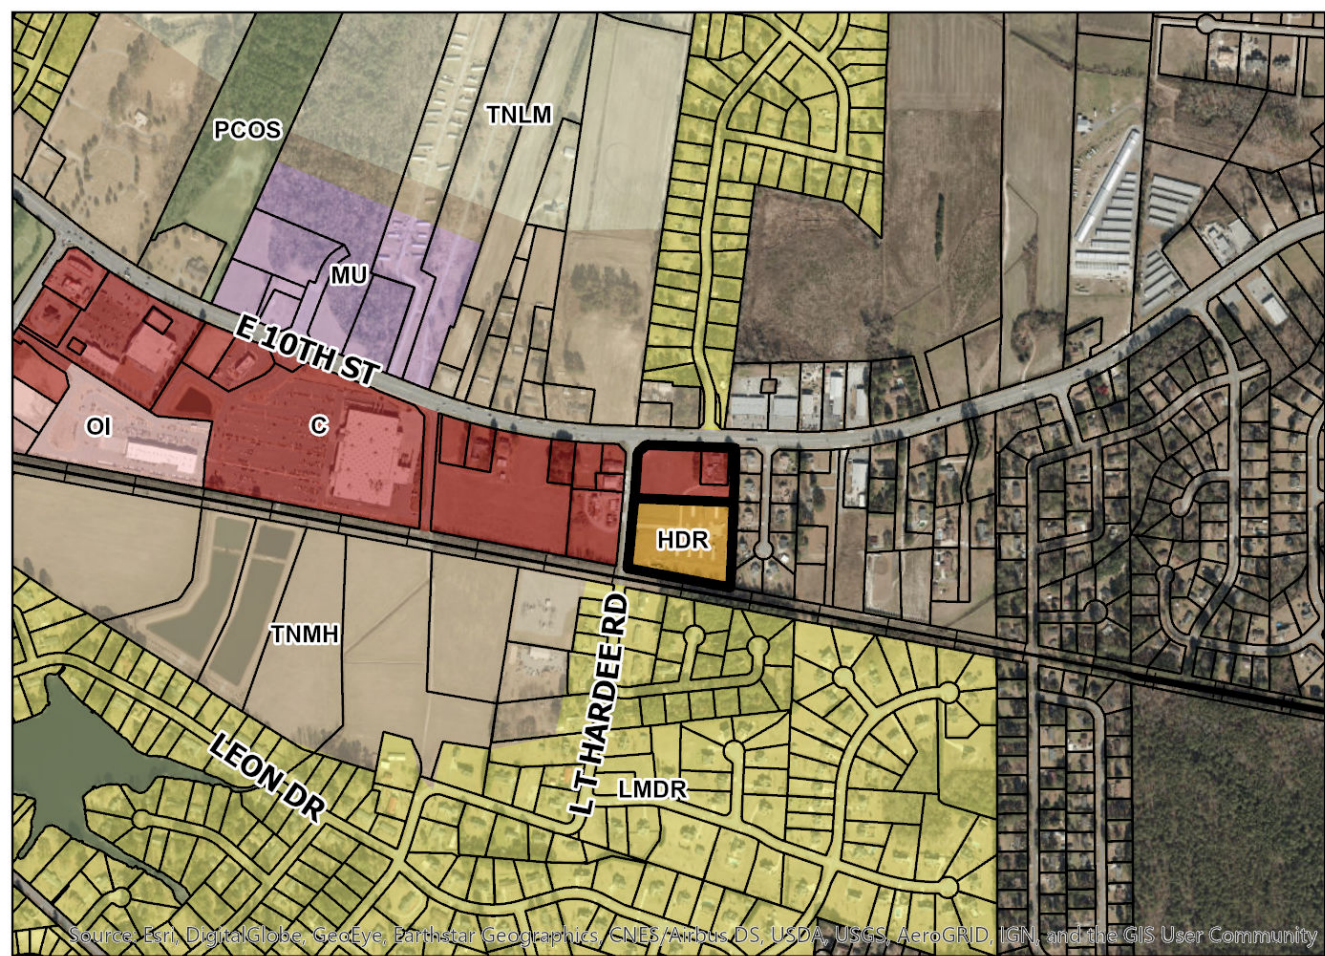 TNLM
PCOS
MU
E 10TH ST
OI
C
HDR
TNMH
L T HARDEE RD
LEON DR
LMDR
Source: Esri, DigitalGlobe, GeoEye, Earthstar Geographics, CNES/Airbus DS, USDA, USGS, AeroGRID, IGN, and the GIS User Community